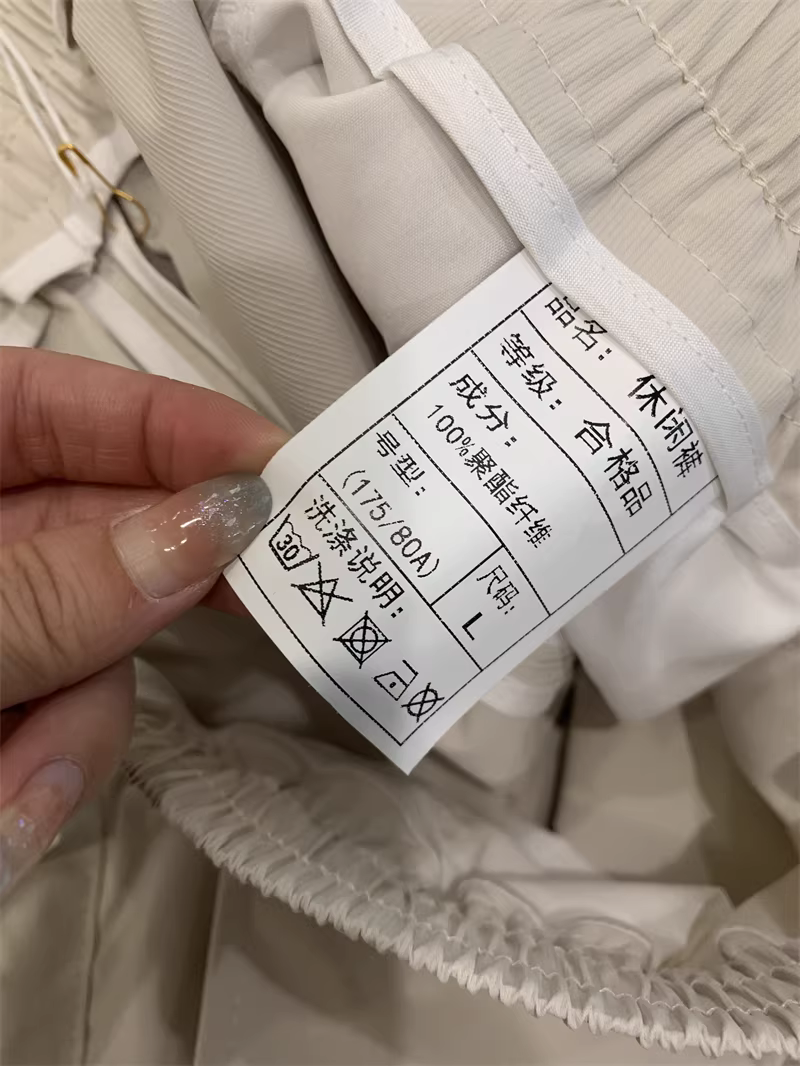 品名: 休闲裤
等级: 合格品
成分:
100%聚酯纤维
号型:
(175/80A)
尺码:
L
洗涤说明:
30